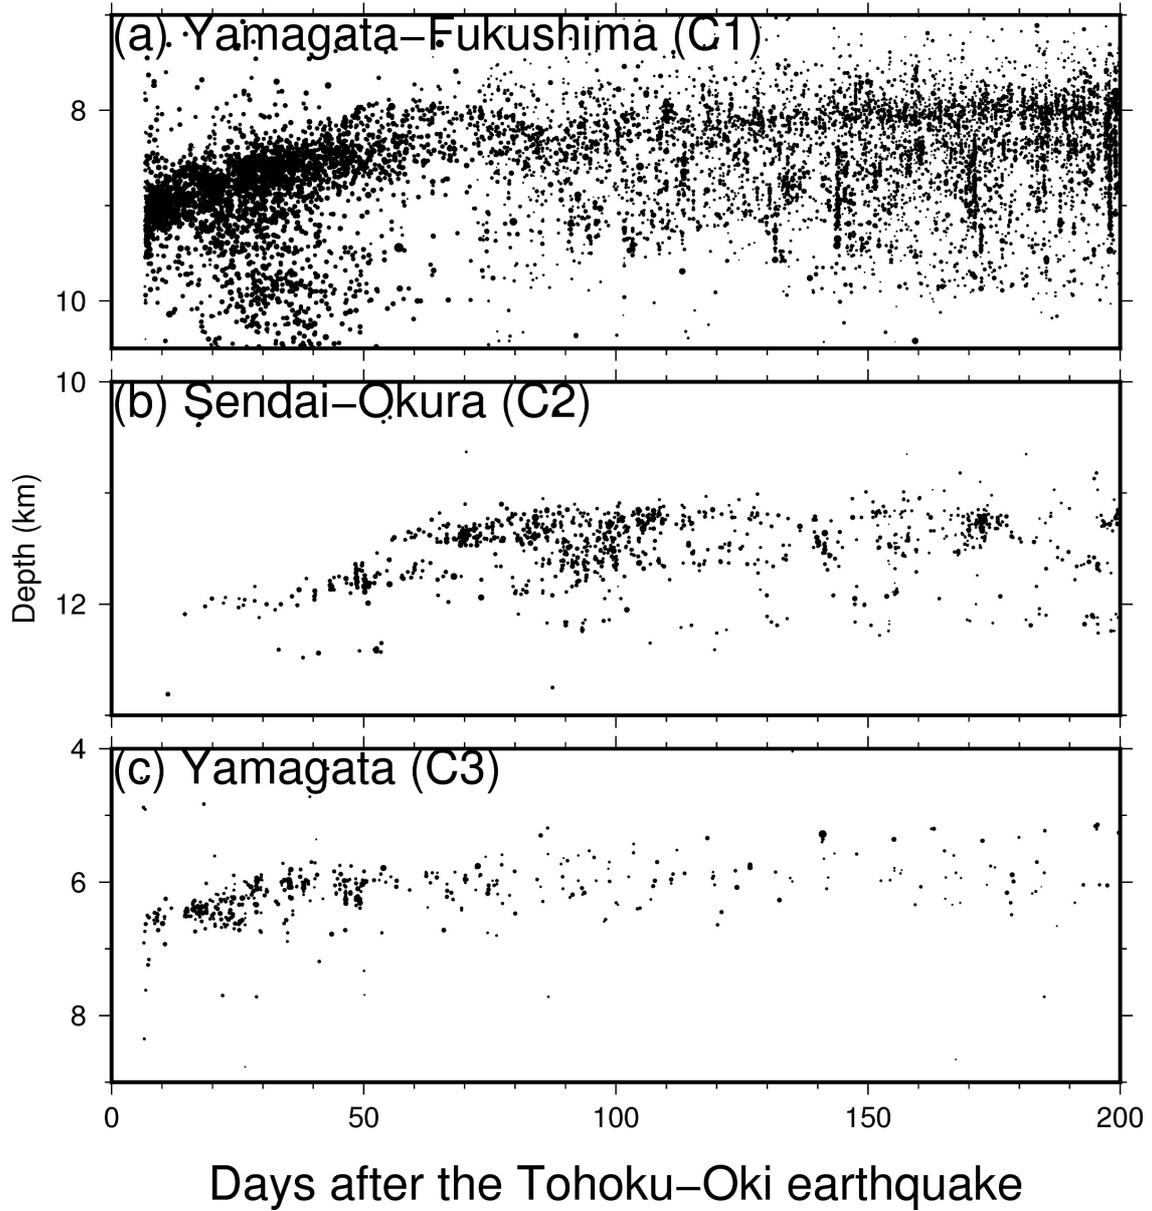 (a) Yamagata–Fukushima (C1)
8
10
10
(b) Sendai–Okura (C2)
12
Depth (km)
4
(c) Yamagata (C3)
6
8
0 50 100 150 200
Days after the Tohoku–Oki earthquake